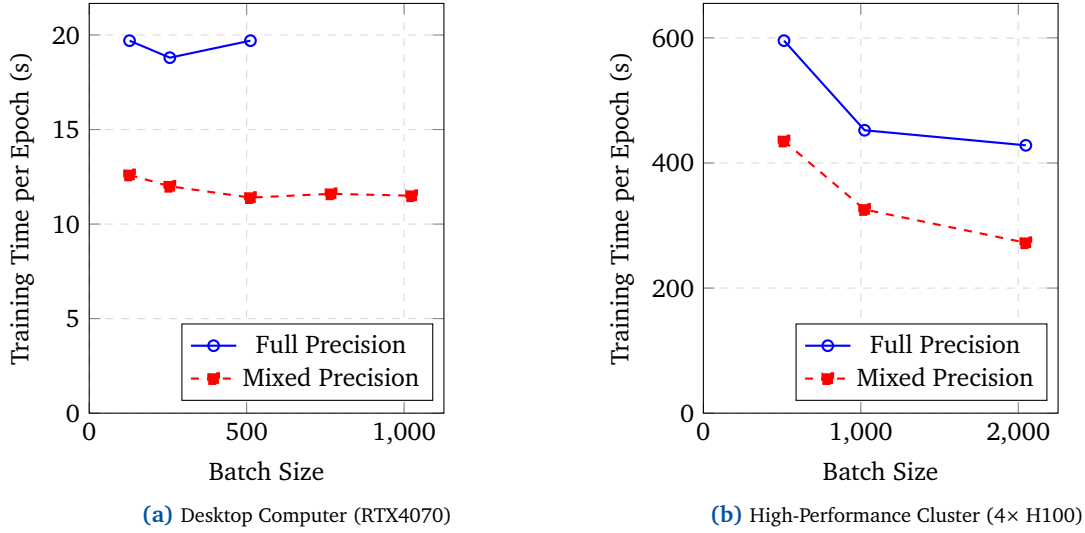 Training Time per Epoch (s)
20
15
10
5
0
0
500
1,000
Batch Size
Full Precision
Mixed Precision
(a) Desktop Computer (RTX4070)
Training Time per Epoch (s)
600
400
200
0
0
1,000
2,000
Batch Size
Full Precision
Mixed Precision
(b) High-Performance Cluster (4× H100)